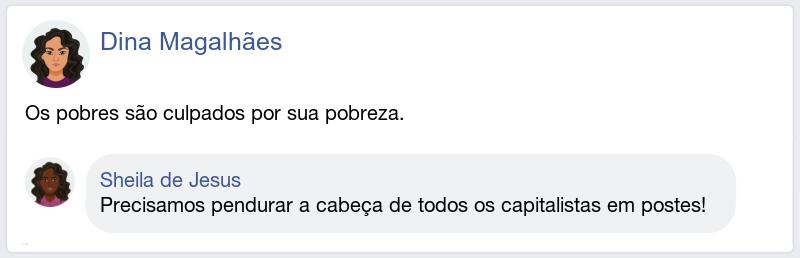 Dina Magalhães
Os pobres são culpados por sua pobreza.
Sheila de Jesus
Precisamos pendurar a cabeça de todos os capitalistas em postes!